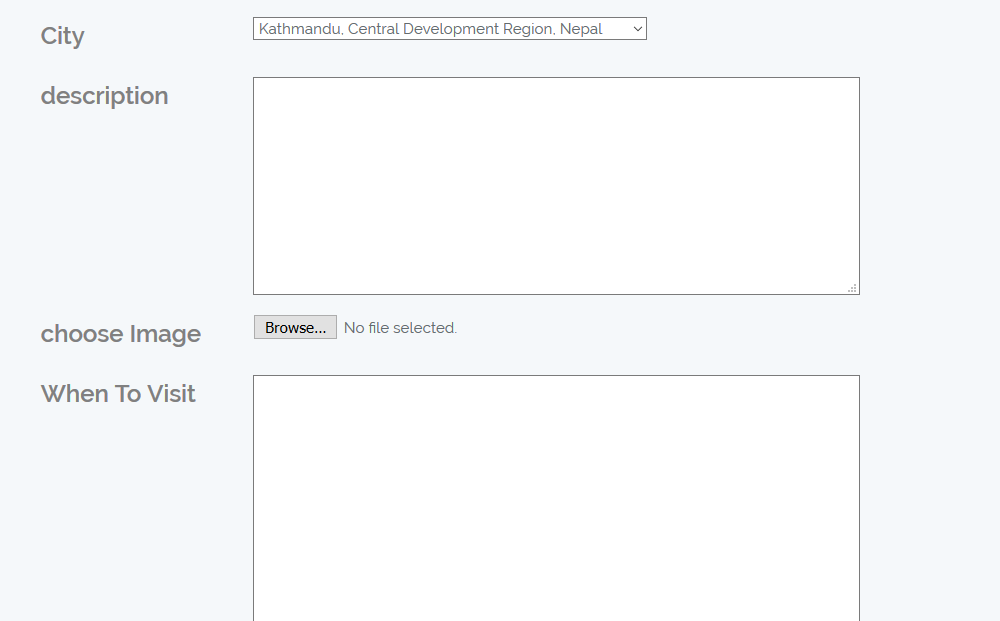 City
Kathmandu, Central Development Region, Nepal
description
choose Image
Browse... No file selected.
When To Visit